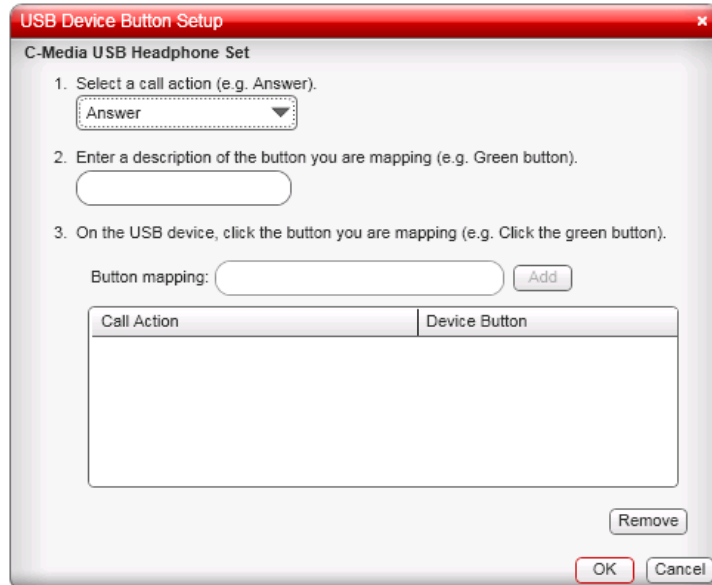 USB Device Button Setup
C-Media USB Headphone Set
1. Select a call action (e.g. Answer).
Answer
2. Enter a description of the button you are mapping (e.g. Green button).
3. On the USB device, click the button you are mapping (e.g. Click the green button).
Button mapping: Add
Call Action Device Button
Remove
OK Cancel